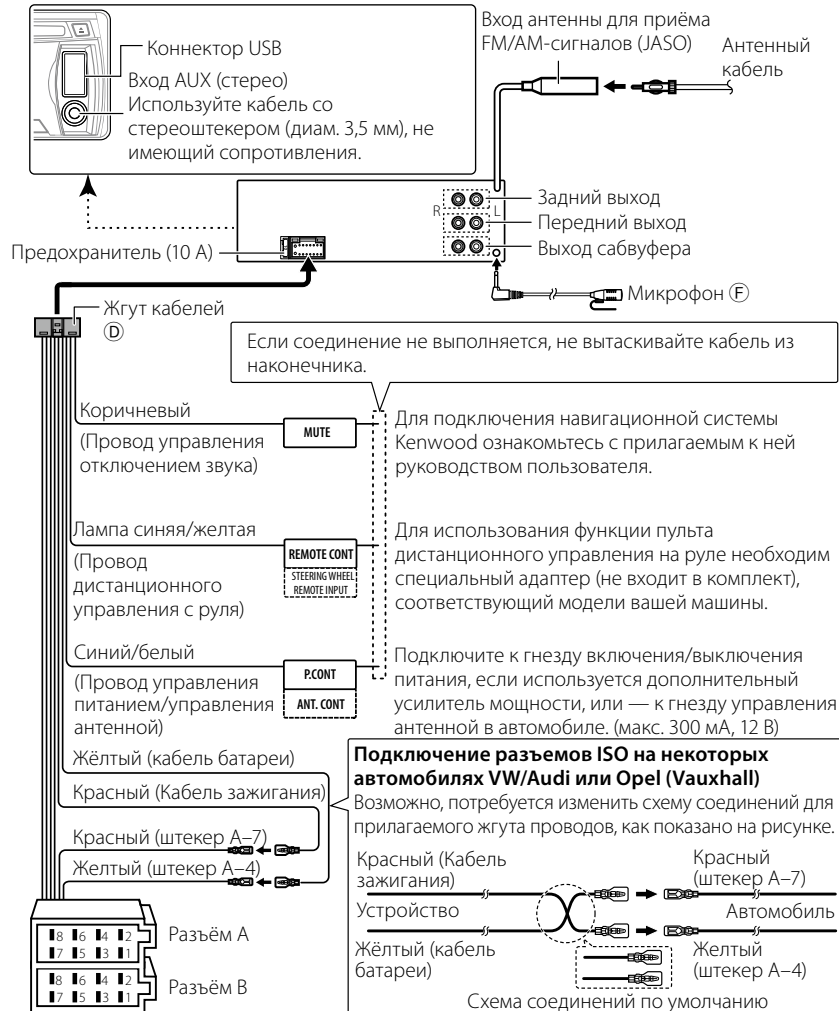 Коннектор USB
Вход AUX (стерео)
Используйте кабель со
стереоштекером (диам. 3,5 мм), не
имеющий сопротивления.
Вход антенны для приёма
FM/AM-сигналов (JASO)
Антенный
кабель
R
L
Задний выход
Передний выход
Выход сабвуфера
Предохранитель (10 A)
Микрофон Ⓕ
Жгут кабелей
Ⓓ
Если соединение не выполняется, не вытаскивайте кабель из
наконечника.
Коричневый
(Провод управления
отключением звука)
MUTE
Для подключения навигационной системы
Kenwood ознакомьтесь с прилагаемым к ней
руководством пользователя.
Лампа синяя/желтая
(Провод
дистанционного
управления с руля)
REMOTE CONT
STEERING WHEEL
REMOTE INPUT
Для использования функции пульта
дистанционного управления на руле необходим
специальный адаптер (не входит в комплект),
соответствующий модели вашей машины.
Синий/белый
(Провод управления
питанием/управления
антенной)
P.CONT
ANT. CONT
Подключите к гнезду включения/выключения
питания, если используется дополнительный
усилитель мощности, или — к гнезду управления
антенной в автомобиле. (макс. 300 мА, 12 В)
Жёлтый (кабель батареи)
Красный (Кабель зажигания)
Красный (штекер A–7)
Желтый (штекер A–4)
Подключение разъемов ISO на некоторых
автомобилях VW/Audi или Opel (Vauxhall)
Возможно, потребуется изменить схему соединений для
прилагаемого жгута проводов, как показано на рисунке.
Красный (Кабель
зажигания)
Красный
(штекер A–7)
Устройство
Автомобиль
Жёлтый (кабель
батареи)
Желтый
(штекер A–4)
Схема соединений по умолчанию
8 6 4 2
7 5 3 1
Разъём A
8 6 4 2
7 5 3 1
Разъём B